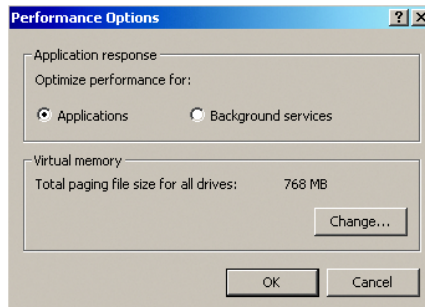 Performance Options
Application response
Optimize performance for:
Applications Background services
Virtual memory
Total paging file size for all drives: 768 MB
Change...
OK Cancel